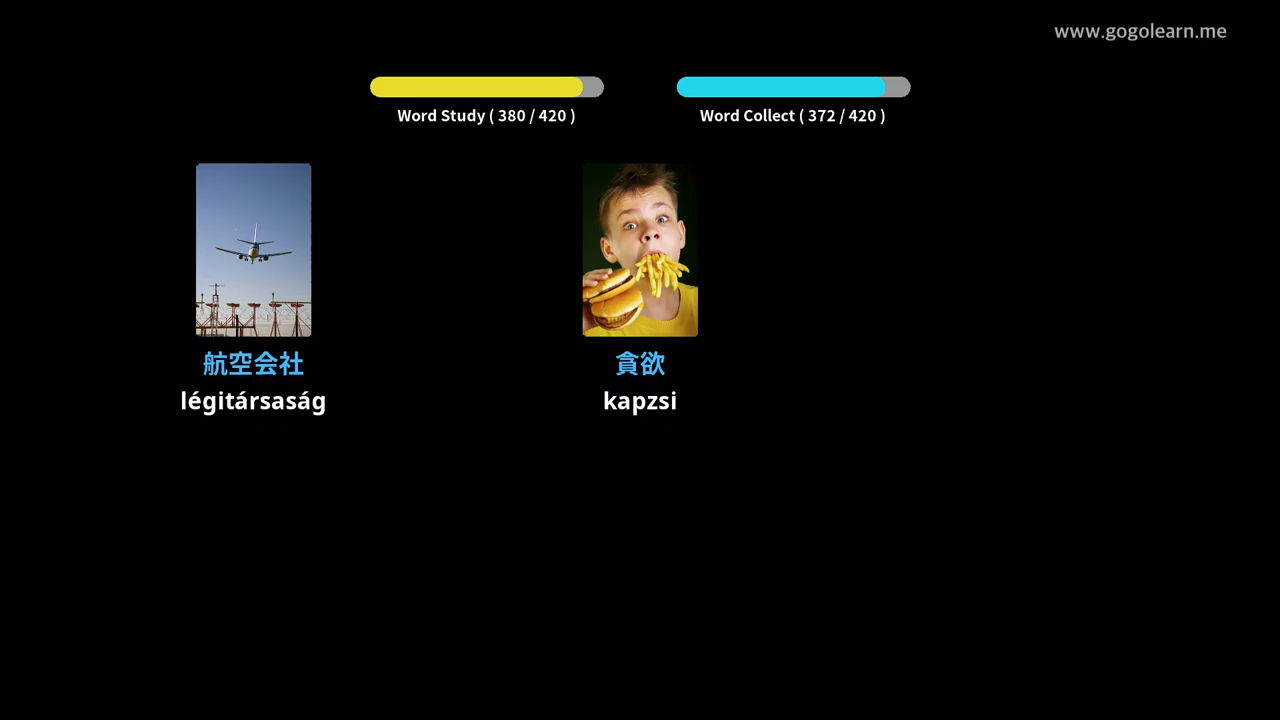 www.gogolearn.me
Word Study ( 380 / 420 )
Word Collect ( 372 / 420 )
航空会社
légitársaság
貪欲
kapzsi